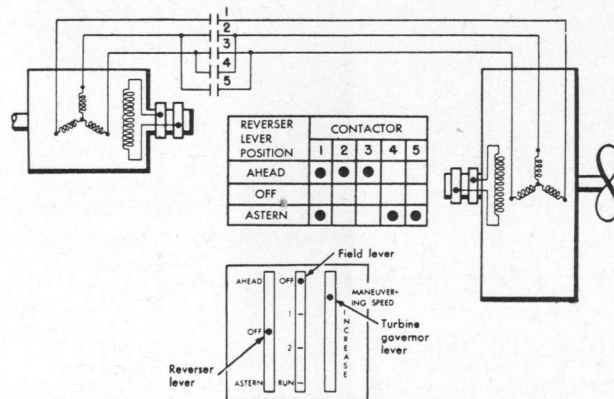 1
2
3
4
5
REVERSER LEVER POSITION
CONTACTOR
1 2 3 4 5
AHEAD
OFF
ASTERN
Field lever
AHEAD
OFF
MANEUVER-
ING SPEED
1
OFF
INCREASE
Turbine
governor
lever
2
Reverser
lever
ASTERN
RUN